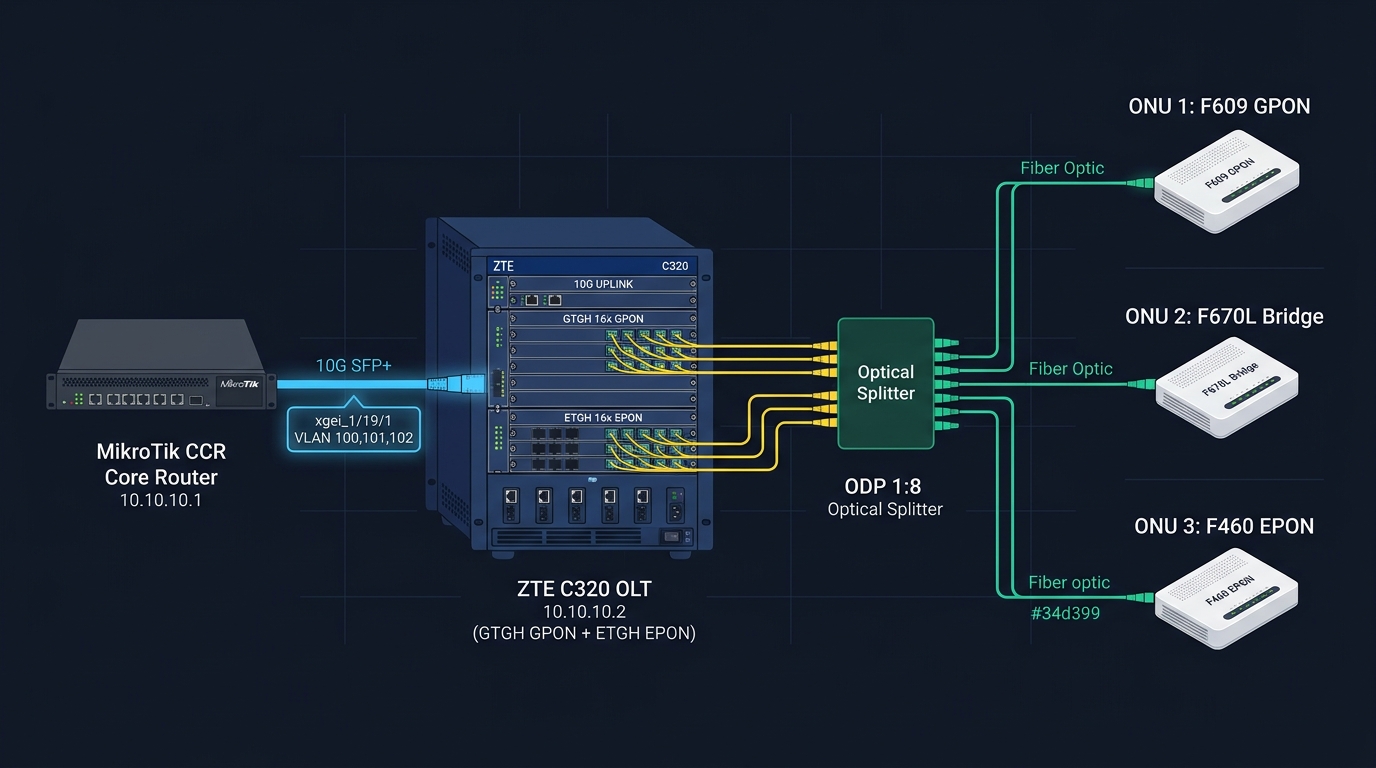 MikroTik
MikroTik CCR
Core Router
10.10.10.1
10G SFP+
xgei_1/19/1
VLAN 100,101,102
ZTE
C320
10G UPLINK
GTGH 16x GPON
ETGH 16x EPON
ZTE C320 OLT
10.10.10.2
(GTGH GPON + ETGH EPON)
Optical
Splitter
ODP 1:8
Optical Splitter
Fiber Optic
ONU 1: F609 GPON
F609 GPON
Fiber Optic
ONU 2: F670L Bridge
F670L Bridge
Fiber optic
#34d399
ONU 3: F460 EPON
F460 EPON